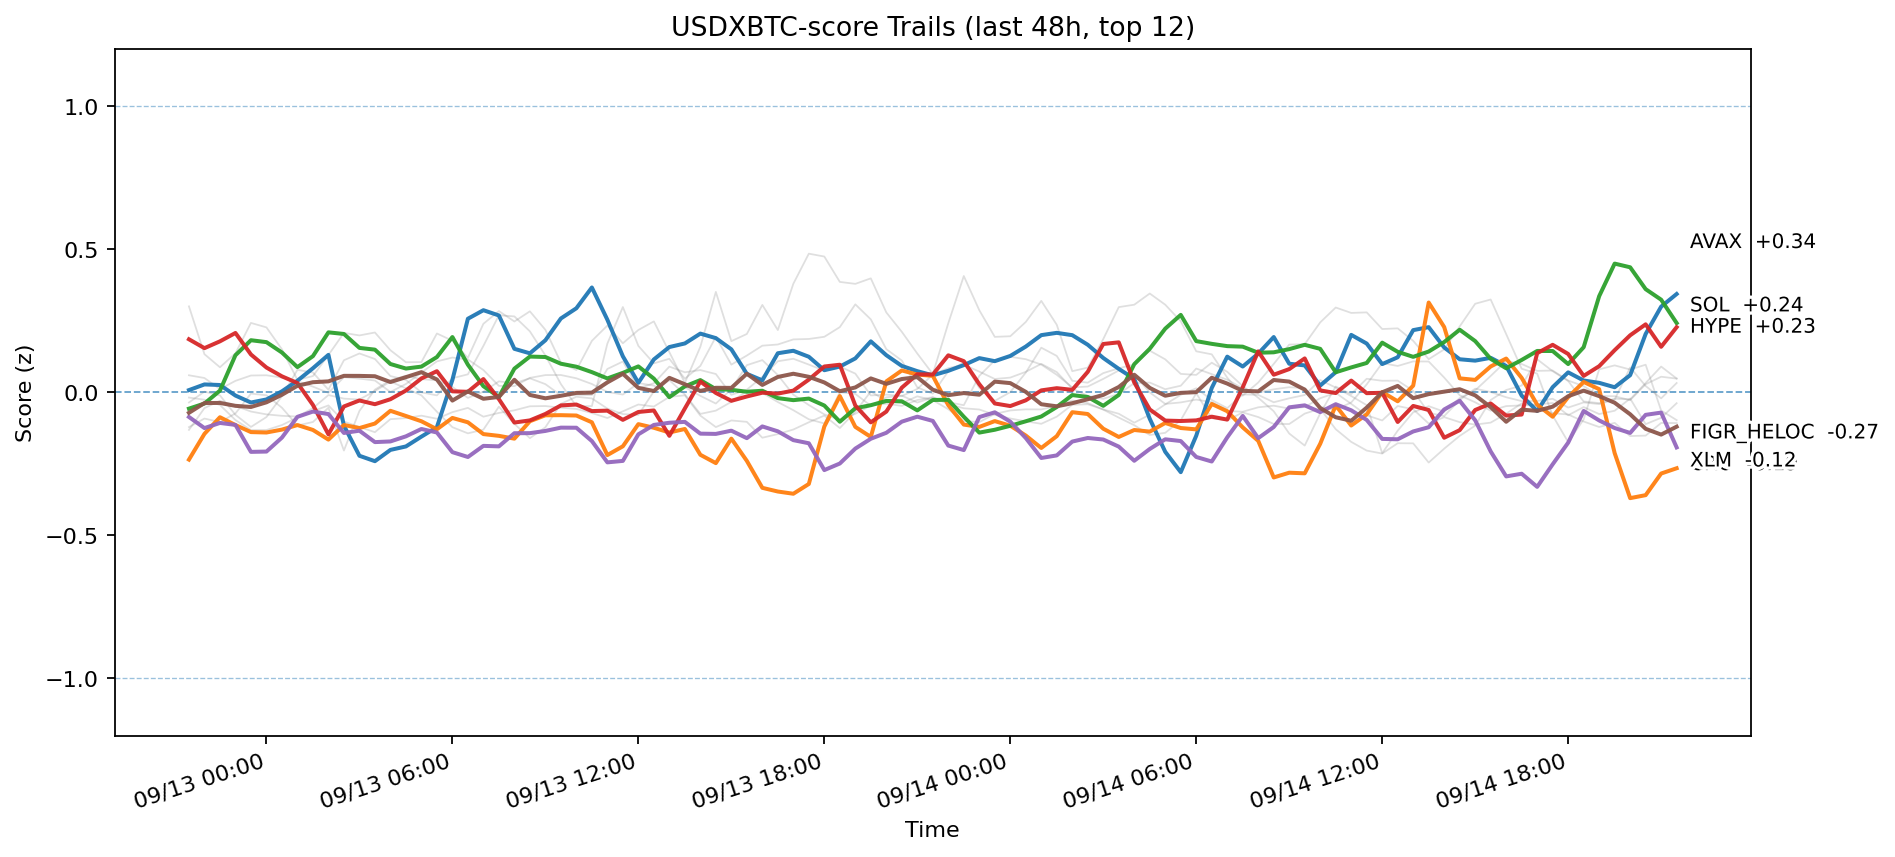 USDXBTC-score Trails (last 48h, top 12)
Score (z)
1.0
0.5
0.0
−0.5
−1.0
AVAX +0.34
SOL +0.24
HYPE +0.23
FIGR_HELOC -0.27
XLM -0.12
09/13 00:00
09/13 06:00
09/13 12:00
09/13 18:00
09/14 00:00
09/14 06:00
09/14 12:00
09/14 18:00
Time